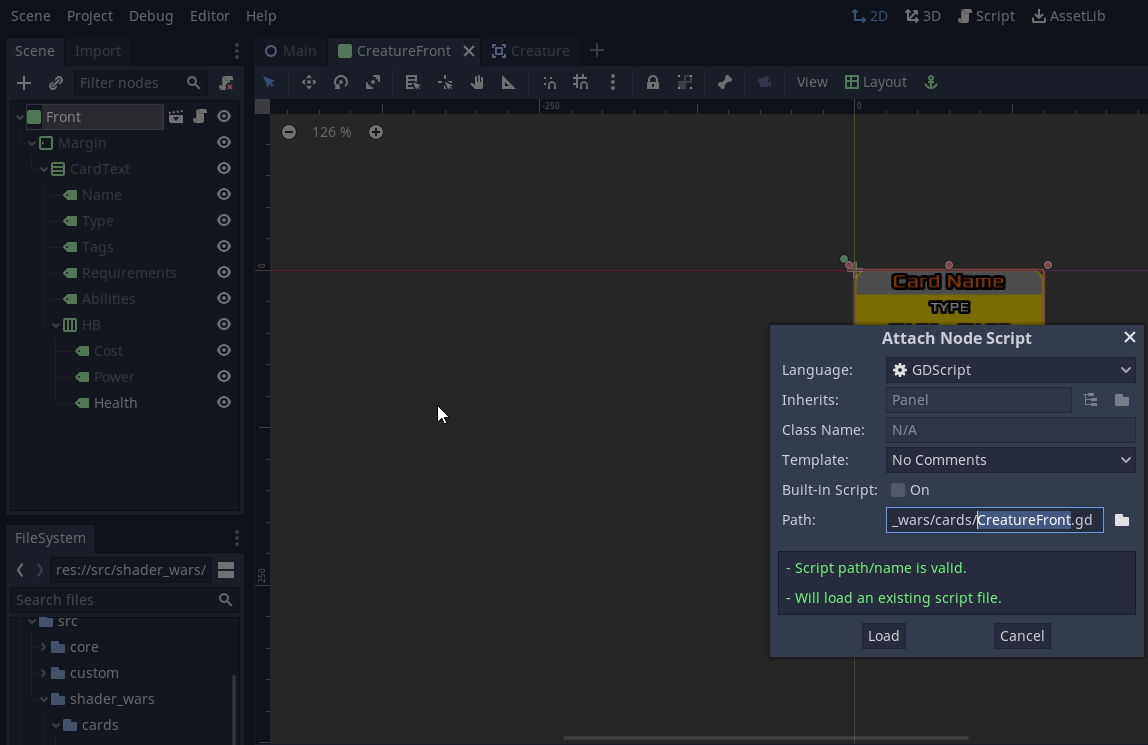 Scene Project Debug Editor Help 2D 3D Script AssetLib
Scene Import Main CreatureFront Creature
Filter nodes View Layout
-250 0
Front
126 %
Margin
CardText
Name
Type
Tags
0
Requirements
Card Name
Abilities
TYPE
HB
Attach Node Script
Cost
Language: GDScript
Power
Inherits: Panel
Health
Class Name: N/A
Template: No Comments
Built-in Script: On
Path: _wars/cards/CreatureFront.gd
FileSystem
res://src/shader_wars/
250
- Script path/name is valid.
Search files
- Will load an existing script file.
src
core
Load Cancel
custom
shader_wars
cards